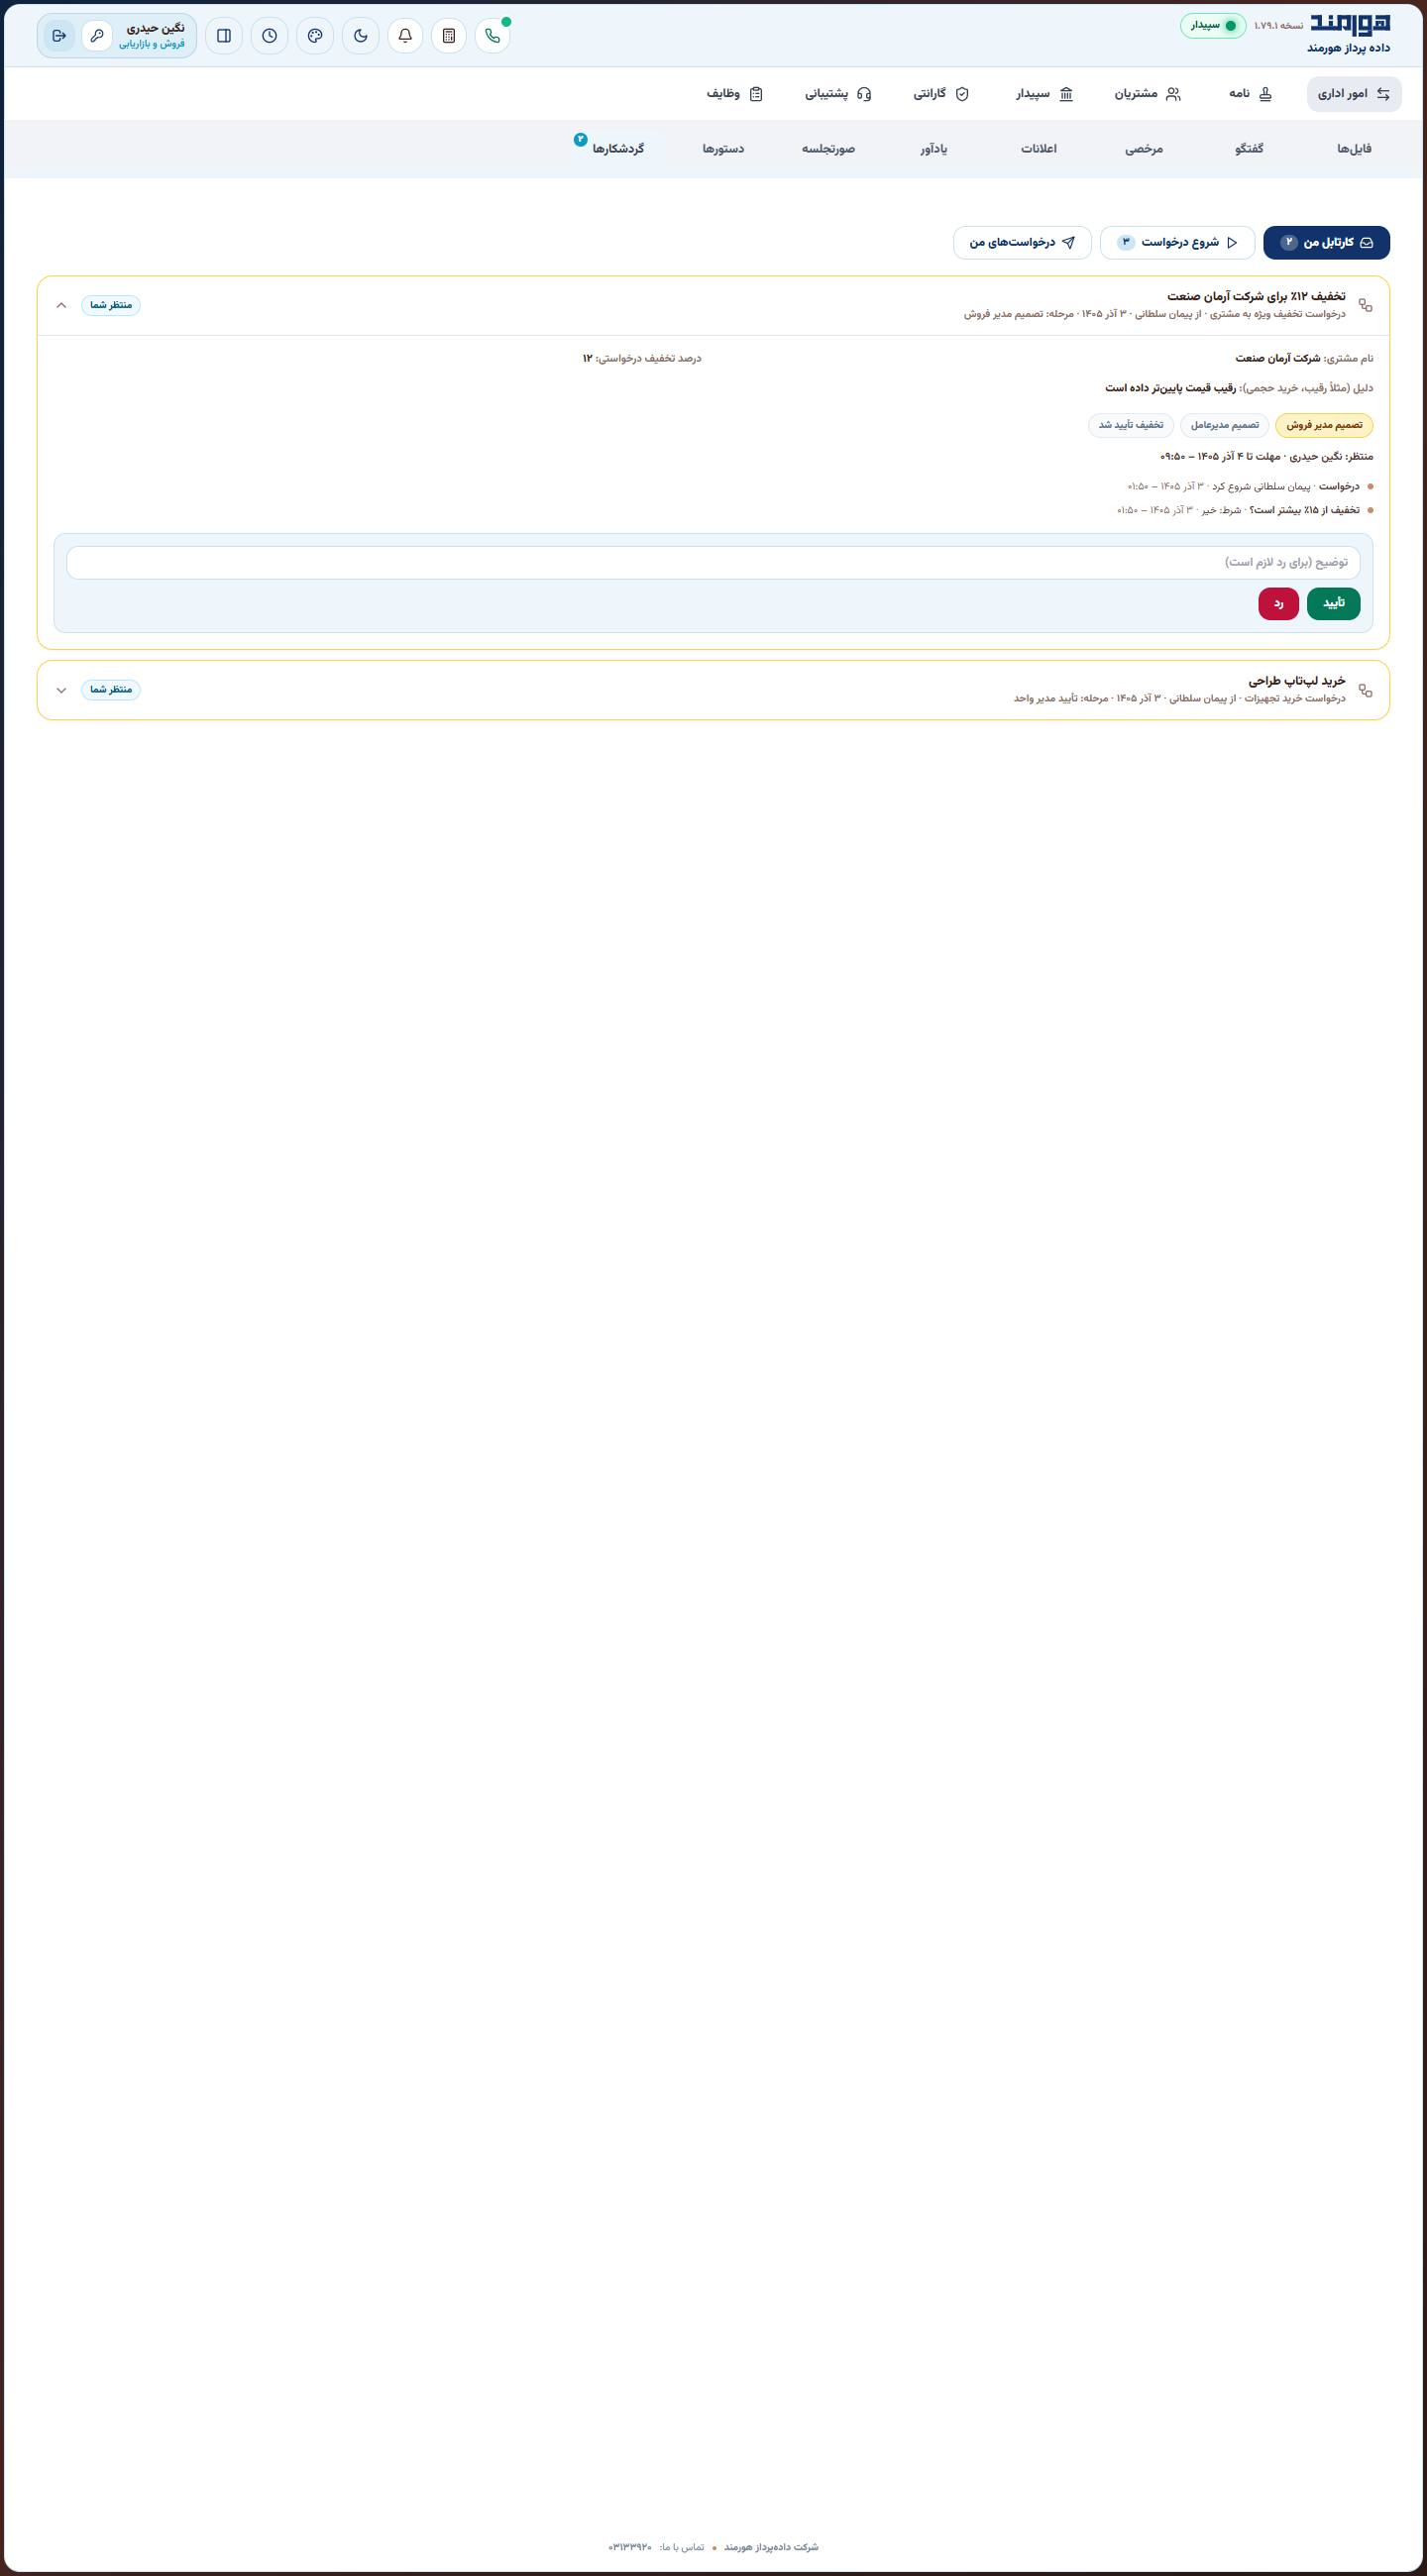 هورمند نسخه ۱.۷۹.۱ سپیدار
داده پرداز هورمند
نگین حیدری
فروش و بازاریابی
امور اداری نامه مشتریان سپیدار گارانتی پشتیبانی وظایف
فایل‌ها گفتگو مرخصی اعلانات یادآور صورتجلسه دستورها گردشکارها ۲
کارتابل من ۲ شروع درخواست ۳ درخواست‌های من
تخفیف ۱۲٪ برای شرکت آرمان صنعت
درخواست تخفیف ویژه به مشتری · از پیمان سلطانی · ۳ آذر ۱۴۰۵ · مرحله: تصمیم مدیر فروش
منتظر شما
نام مشتری: شرکت آرمان صنعت
درصد تخفیف درخواستی: ۱۲
دلیل (مثلاً رقیب، خرید حجمی): رقیب قیمت پایین‌تر داده است
تصمیم مدیر فروش تصمیم مدیرعامل تخفیف تأیید شد
منتظر: نگین حیدری · مهلت تا ۴ آذر ۱۴۰۵ – ۰۹:۵۰
درخواست · پیمان سلطانی شروع کرد · ۳ آذر ۱۴۰۵ – ۰۱:۵۰
تخفیف از ۱۵٪ بیشتر است؟ · شرط: خیر · ۳ آذر ۱۴۰۵ – ۰۱:۵۰
توضیح (برای رد لازم است)
تأیید رد
خرید لپ‌تاپ طراحی
درخواست خرید تجهیزات · از پیمان سلطانی · ۳ آذر ۱۴۰۵ · مرحله: تأیید مدیر واحد
منتظر شما
شرکت داده‌پرداز هورمند • تماس با ما: ۰۳۱۳۳۹۲۰